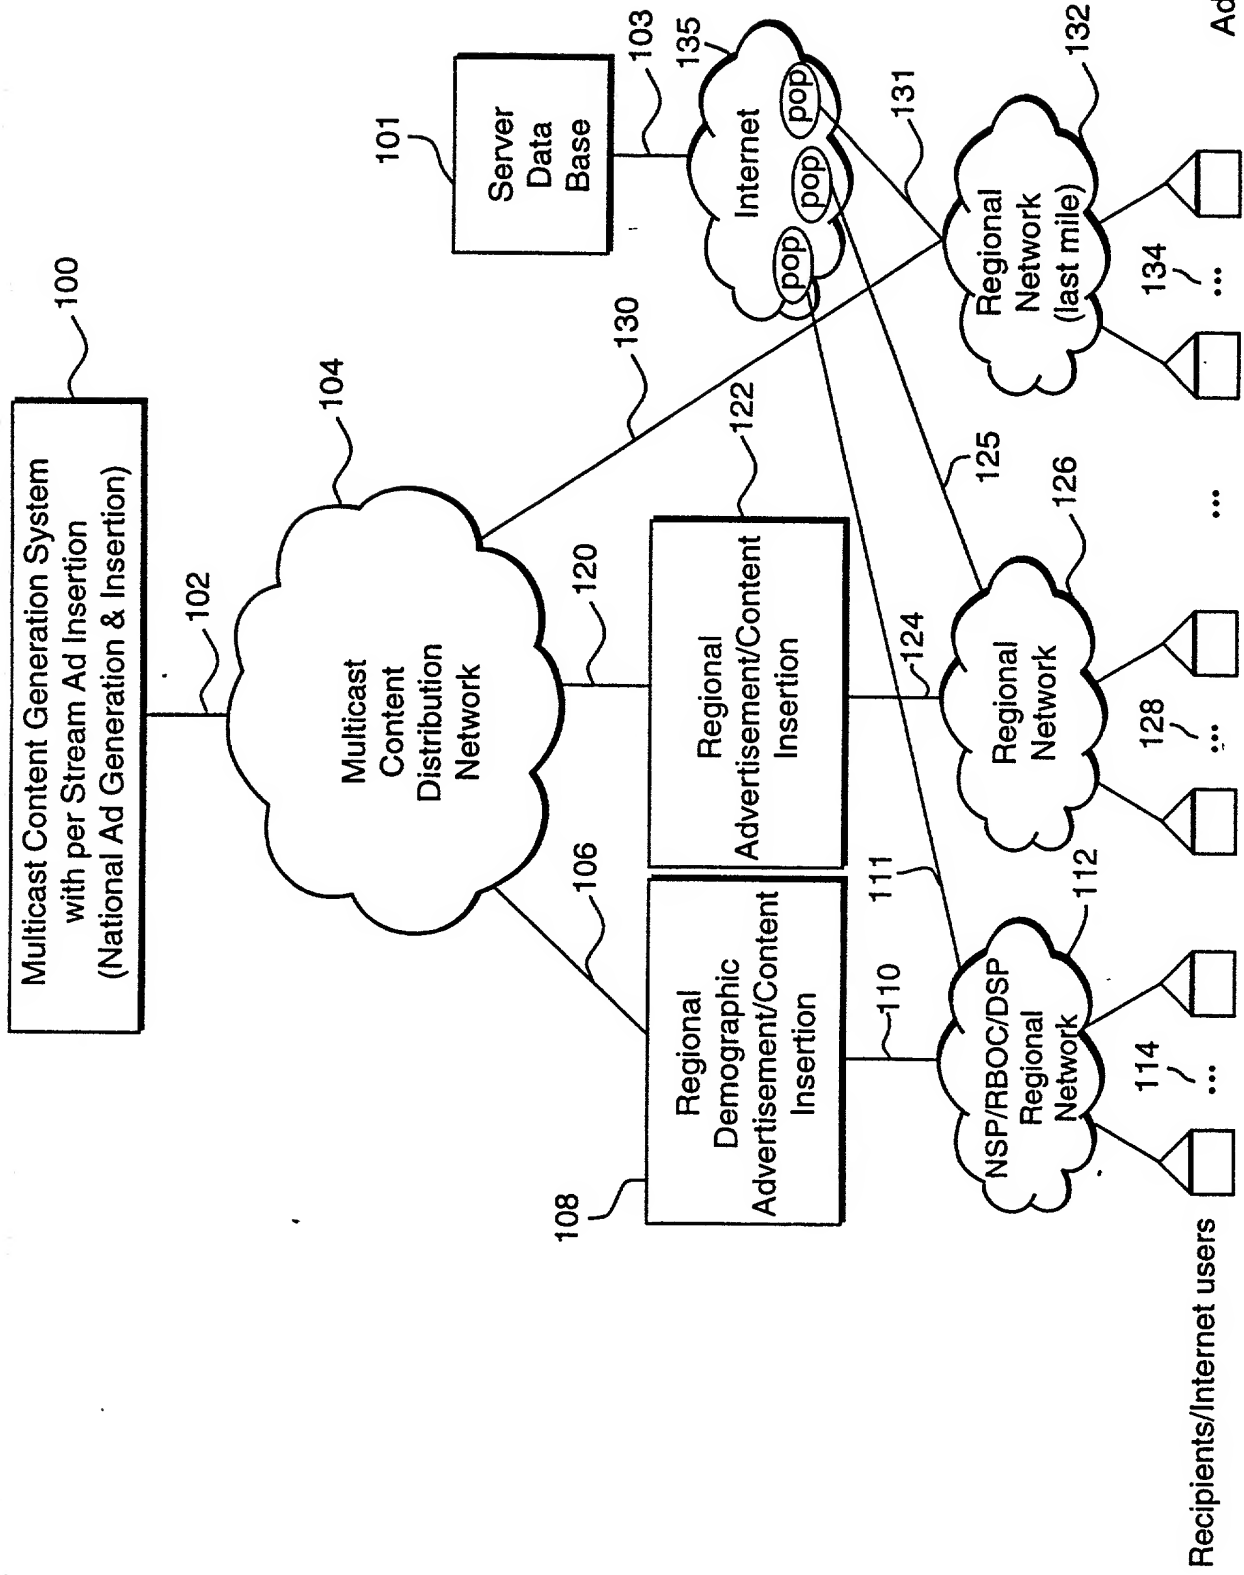 Multicast Content Generation System
with per Stream Ad Insertion
(National Ad Generation & Insertion)
100
102
104
Multicast
Content
Distribution
Network
101
Server
Data
Base
103
135
Internet
pop
pop
pop
106
120
130
131
108
Regional
Demographic
Advertisement/Content
Insertion
122
Regional
Advertisement/Content
Insertion
110
111
124
125
112
NSP/RBOC/DSP
Regional
Network
126
Regional
Network
132
Regional
Network
(last mile)
114
...
128
...
...
134
...
Recipients/Internet users
Ad